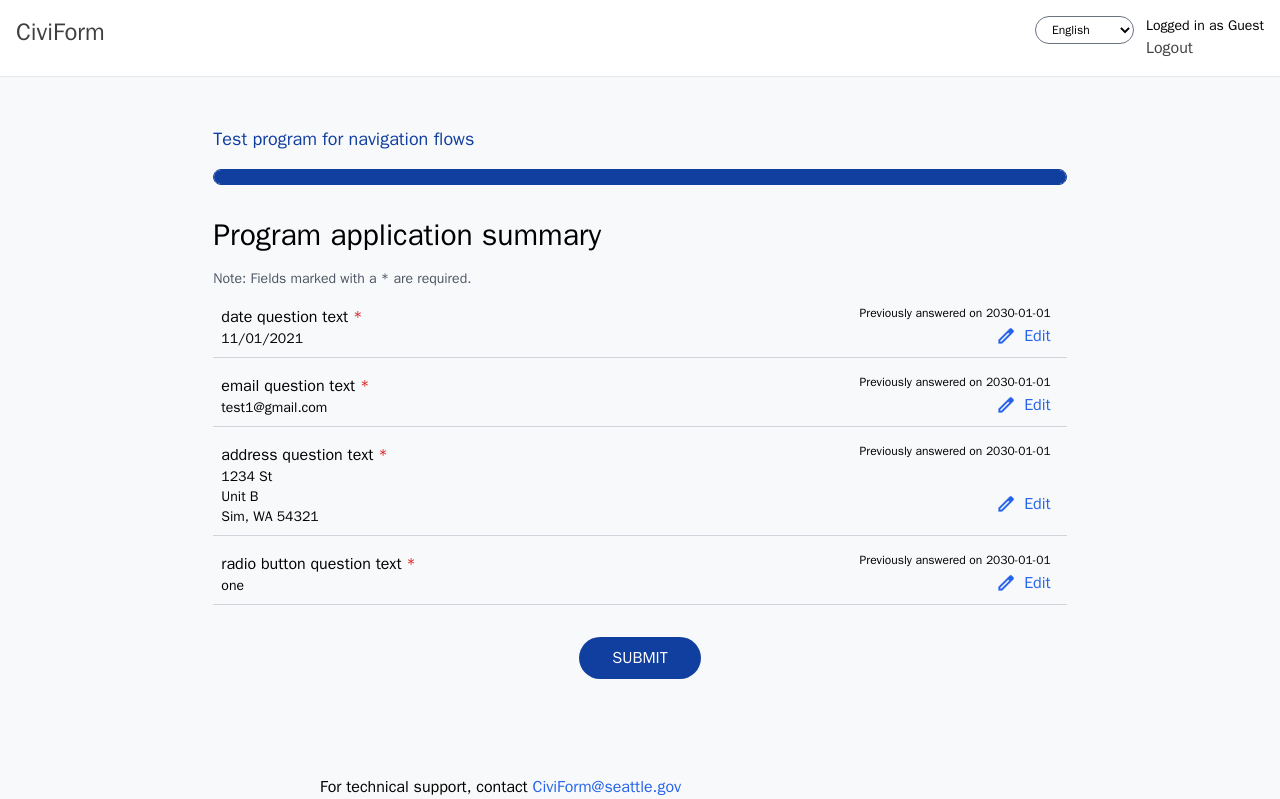 CiviForm
English
Logged in as Guest
Logout
Test program for navigation flows
Program application summary
Note: Fields marked with a * are required.
date question text *
Previously answered on 2030-01-01
11/01/2021
Edit
email question text *
Previously answered on 2030-01-01
test1@gmail.com
Edit
address question text *
Previously answered on 2030-01-01
1234 St
Unit B
Sim, WA 54321
Edit
radio button question text *
Previously answered on 2030-01-01
one
Edit
SUBMIT
For technical support, contact CiviForm@seattle.gov